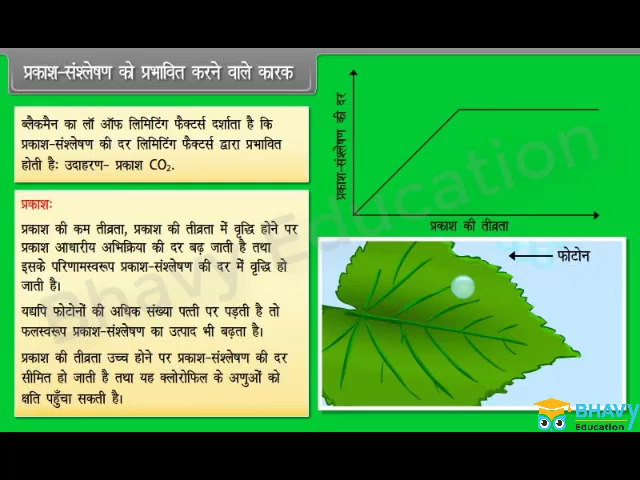 प्रकाश-संश्लेषण को प्रभावित करने वाले कारक
ब्लैकमैन का लॉ ऑफ लिमिटिंग फैक्टर्स दर्शाता है कि
प्रकाश-संश्लेषण की दर लिमिटिंग फैक्टर्स द्वारा प्रभावित
होती हैः उदाहरण- प्रकाश CO₂.
प्रकाशः
प्रकाश की कम तीव्रता, प्रकाश की तीव्रता में वृद्धि होने पर
प्रकाश आधारीय अभिक्रिया की दर बढ़ जाती है तथा
इसके परिणामस्वरूप प्रकाश-संश्लेषण की दर में वृद्धि हो
जाती है।
यद्यपि फोटोनों की अधिक संख्या पत्ती पर पड़ती है तो
फलस्वरूप प्रकाश-संश्लेषण का उत्पाद भी बढ़ता है।
प्रकाश की तीव्रता उच्च होने पर प्रकाश-संश्लेषण की दर
सीमित हो जाती है तथा यह क्लोरोफिल के अणुओं को
क्षति पहुँचा सकती है।
प्रकाश-संश्लेषण की दर
प्रकाश की तीव्रता
फोटोन
Bhavy Education
BHAVY
Education